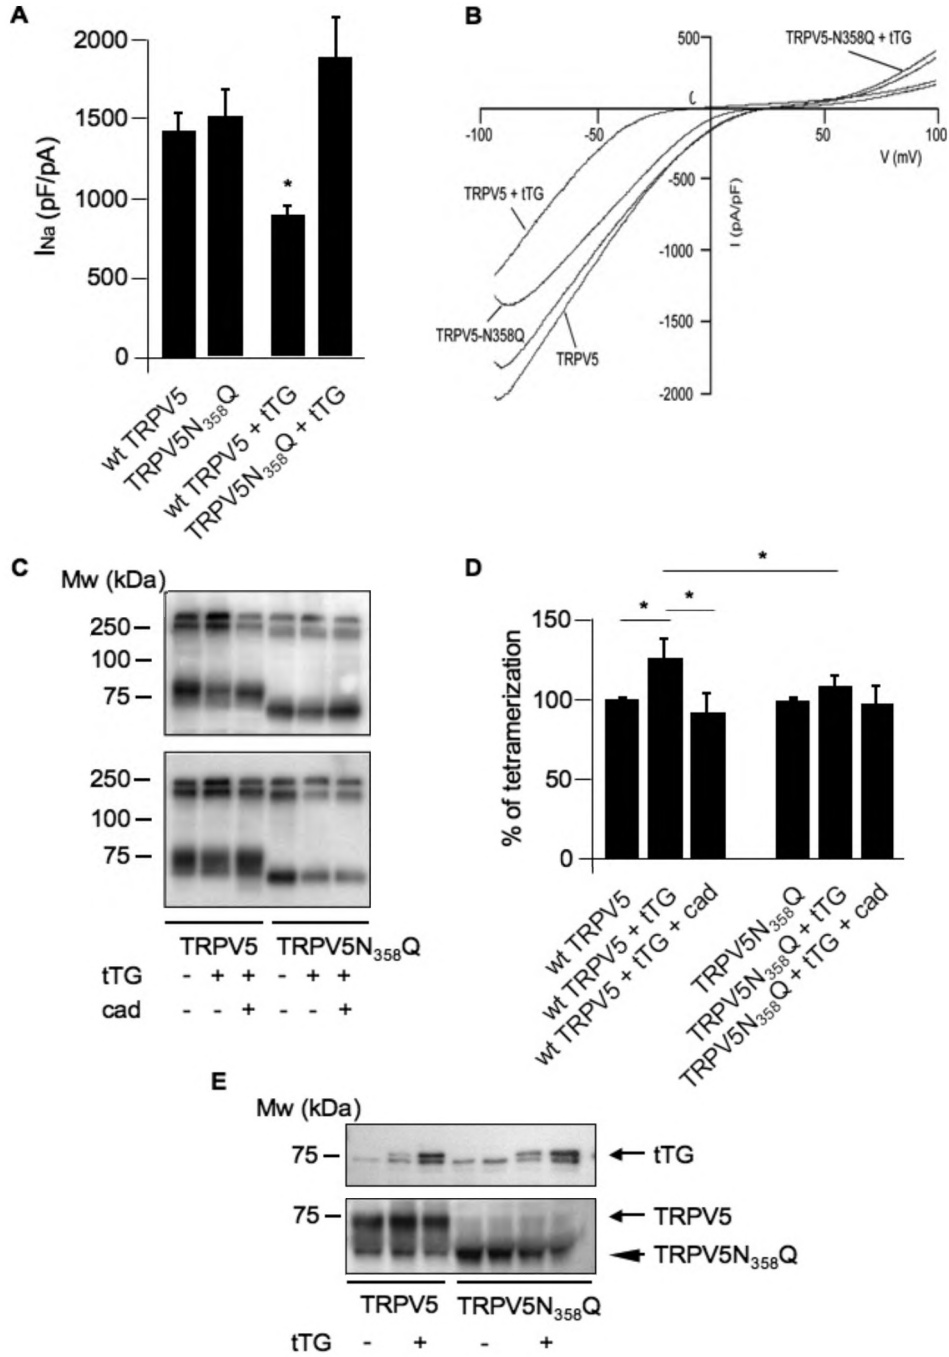 A
2000
1500
1000
500
0
I_Na (pF/pA)
*
wt TRPV5
TRPV5N358Q
wt TRPV5 + tTG
TRPV5N358Q + tTG
B
500
-100
-50
50
100
V (mV)
-500
-1000
-1500
-2000
I (pA/pF)
TRPV5-N358Q + tTG
TRPV5 + tTG
TRPV5-N358Q
TRPV5
C
Mw (kDa)
250
100
75
250
100
75
TRPV5 TRPV5N358Q
tTG - + + - + +
cad - - + - - +
D
*
* *
150
100
50
0
% of tetramerization
wt TRPV5
wt TRPV5 + tTG
wt TRPV5 + tTG + cad
TRPV5N358Q
TRPV5N358Q + tTG
TRPV5N358Q + tTG + cad
E
Mw (kDa)
75
tTG
75
TRPV5
TRPV5N358Q
TRPV5 TRPV5N358Q
tTG - + - +